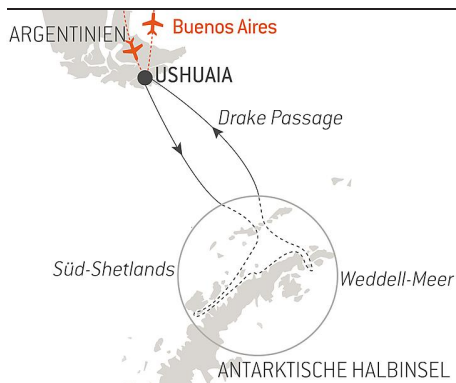 ARGENTINIEN
Buenos Aires
USHUAIA
Drake Passage
Süd-Shetlands
Weddell-Meer
ANTARKTISCHE HALBINSEL